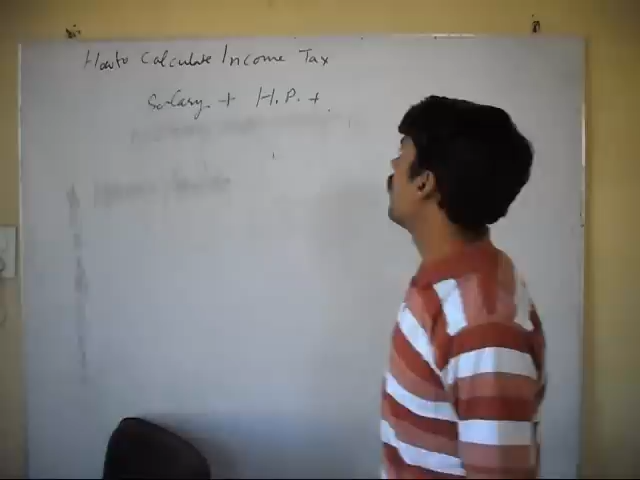 How to Calculate Income Tax
Salary. + H.P. + .